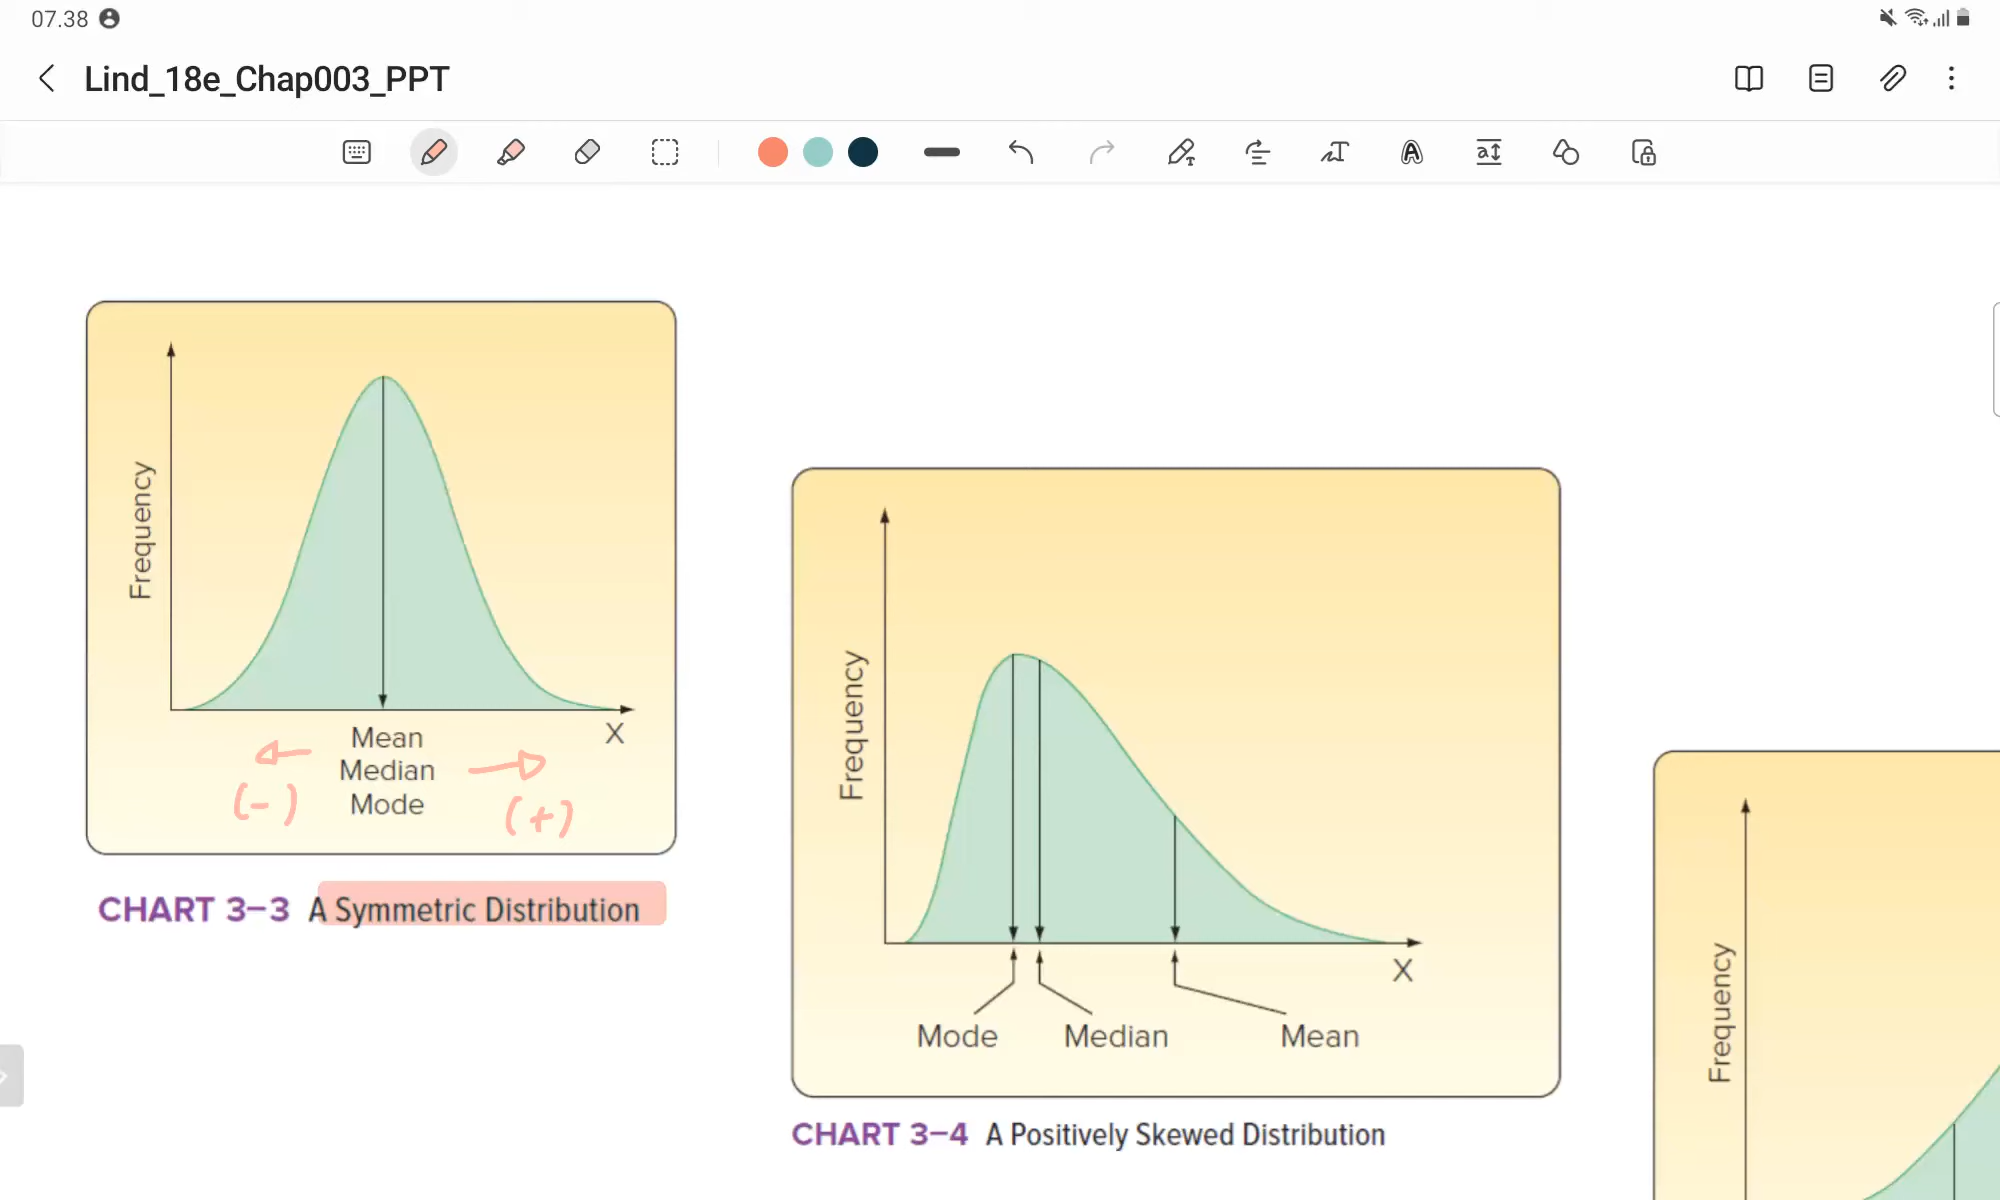 07.38
Lind_18e_Chap003_PPT
Frequency
X
Mean
Median
Mode
(-)
(+)
CHART 3–3 A Symmetric Distribution
Frequency
X
Mode Median Mean
CHART 3–4 A Positively Skewed Distribution
Frequency